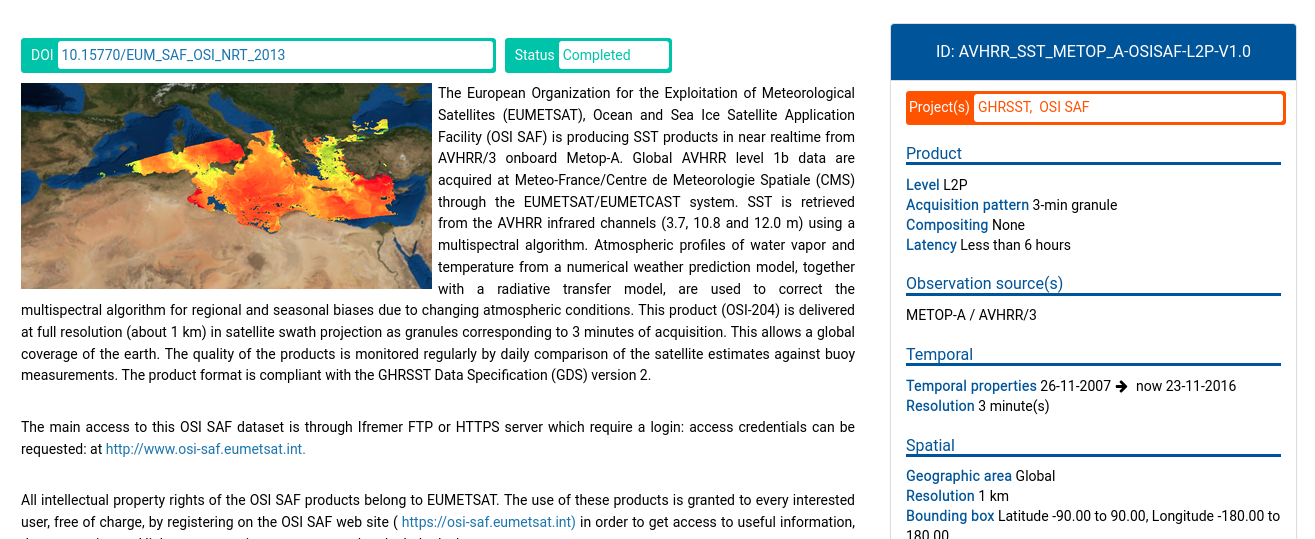 DOI 10.15770/EUM_SAF_OSI_NRT_2013
Status Completed
The European Organization for the Exploitation of Meteorological
Satellites (EUMETSAT), Ocean and Sea Ice Satellite Application
Facility (OSI SAF) is producing SST products in near realtime from
AVHRR/3 onboard Metop-A. Global AVHRR level 1b data are
acquired at Meteo-France/Centre de Meteorologie Spatiale (CMS)
through the EUMETSAT/EUMETCAST system. SST is retrieved
from the AVHRR infrared channels (3.7, 10.8 and 12.0 m) using a
multispectral algorithm. Atmospheric profiles of water vapor and
temperature from a numerical weather prediction model, together
with a radiative transfer model, are used to correct the
multispectral algorithm for regional and seasonal biases due to changing atmospheric conditions. This product (OSI-204) is delivered
at full resolution (about 1 km) in satellite swath projection as granules corresponding to 3 minutes of acquisition. This allows a global
coverage of the earth. The quality of the products is monitored regularly by daily comparison of the satellite estimates against buoy
measurements. The product format is compliant with the GHRSST Data Specification (GDS) version 2.
The main access to this OSI SAF dataset is through Ifremer FTP or HTTPS server which require a login: access credentials can be
requested: at http://www.osi-saf.eumetsat.int.
All intellectual property rights of the OSI SAF products belong to EUMETSAT. The use of these products is granted to every interested
user, free of charge, by registering on the OSI SAF web site ( https://osi-saf.eumetsat.int) in order to get access to useful information,
ID: AVHRR_SST_METOP_A-OSISAF-L2P-V1.0
Project(s) GHRSST, OSI SAF
Product
Level L2P
Acquisition pattern 3-min granule
Compositing None
Latency Less than 6 hours
Observation source(s)
METOP-A / AVHRR/3
Temporal
Temporal properties 26-11-2007 → now 23-11-2016
Resolution 3 minute(s)
Spatial
Geographic area Global
Resolution 1 km
Bounding box Latitude -90.00 to 90.00, Longitude -180.00 to
180.00